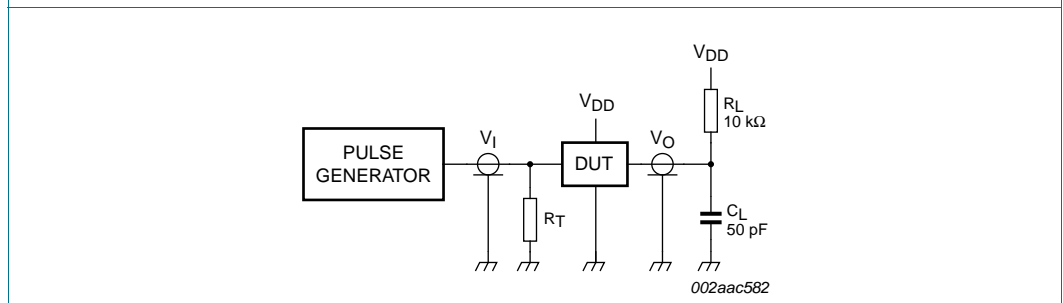 VDD
RL
10 kΩ
VDD
VI
VO
PULSE
GENERATOR
DUT
RT
CL
50 pF
002aac582